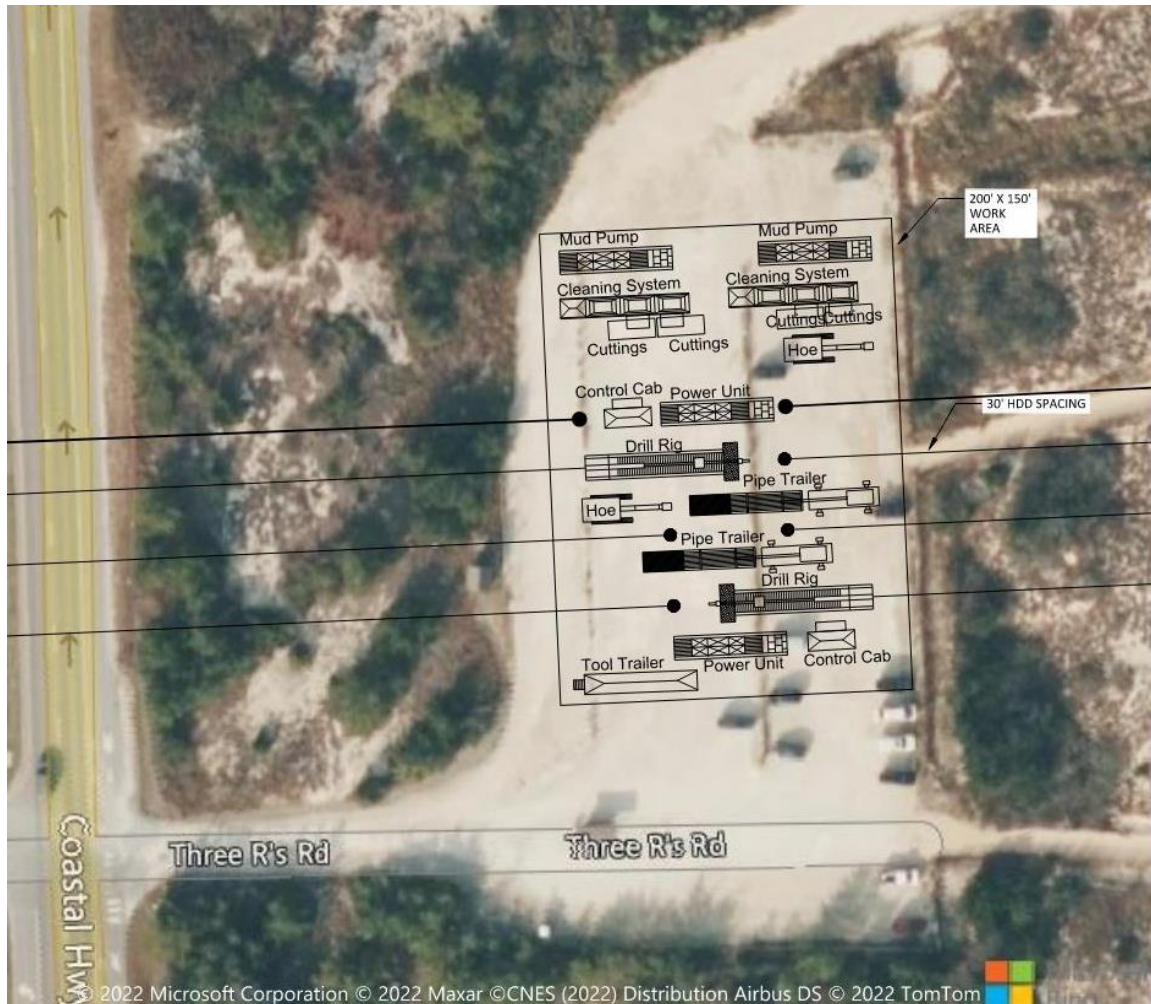 200' X 150'
WORK
AREA
Mud Pump
Mud Pump
Cleaning System
Cleaning System
Cuttings
Cuttings
Cuttings
Cuttings
Hoe
Control Cab
Power Unit
30' HDD SPACING
Drill Rig
Pipe Trailer
Hoe
Pipe Trailer
Drill Rig
Tool Trailer
Power Unit
Control Cab
Three R's Rd
Three R's Rd
Coastal Hwy
© 2022 Microsoft Corporation © 2022 Maxar ©CNES (2022) Distribution Airbus DS © 2022 TomTom